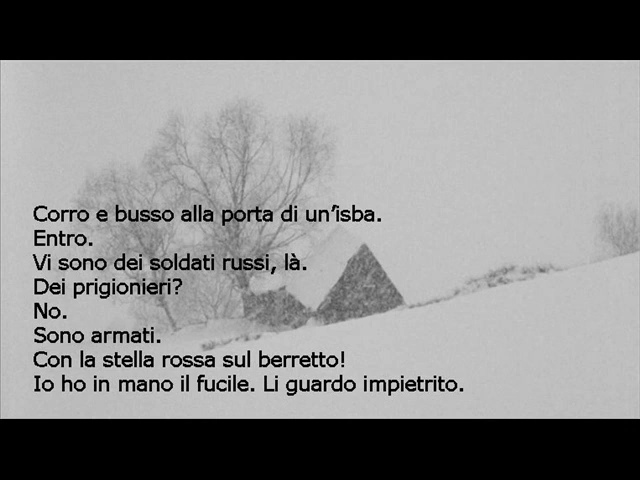 Corro e busso alla porta di un'isba.
Entro.
Vi sono dei soldati russi, là.
Dei prigionieri?
No.
Sono armati.
Con la stella rossa sul berretto!
Io ho in mano il fucile. Li guardo impietrito.